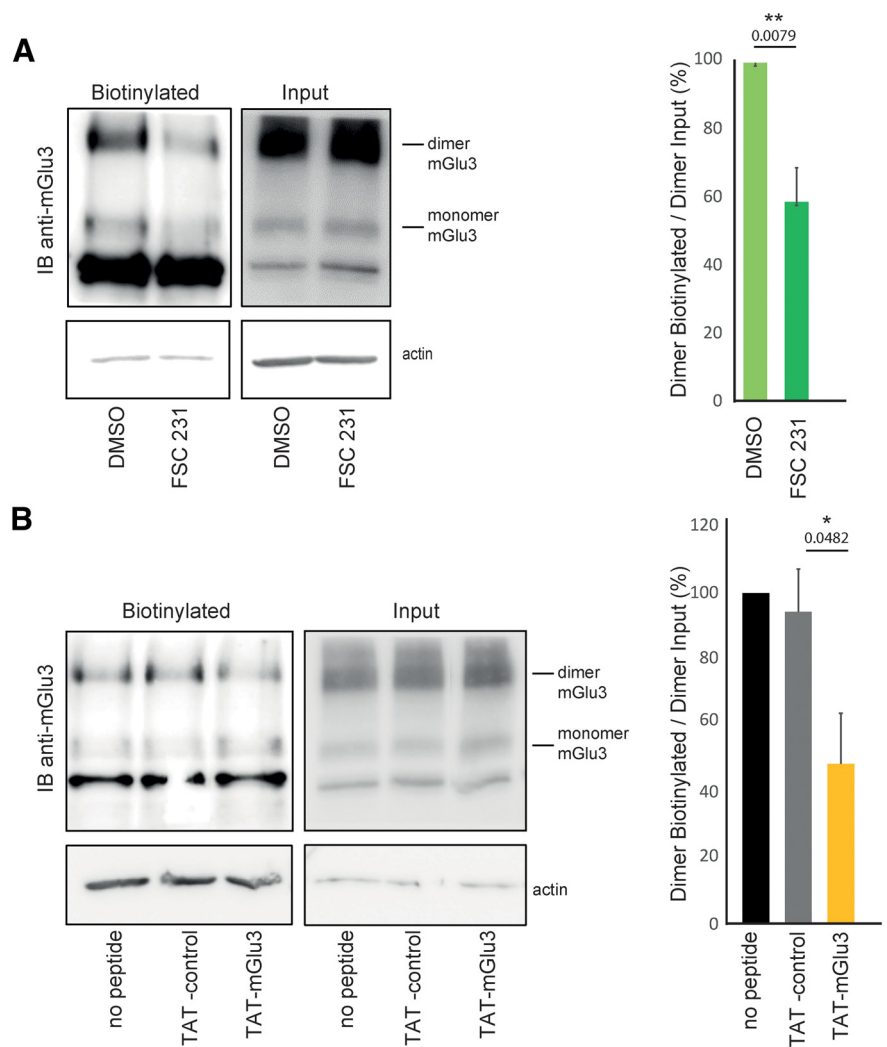 A
Biotinylated
Input
IB anti-mGlu3
dimer
mGlu3
monomer
mGlu3
actin
DMSO
FSC 231
DMSO
FSC 231
**
0.0079
Dimer Biotinylated / Dimer Input (%)
100
80
60
40
20
0
DMSO
FSC 231
B
Biotinylated
Input
IB anti-mGlu3
dimer
mGlu3
monomer
mGlu3
actin
no peptide
TAT -control
TAT-mGlu3
no peptide
TAT -control
TAT-mGlu3
*
0.0482
Dimer Biotinylated / Dimer Input (%)
120
100
80
60
40
20
0
no peptide
TAT -control
TAT-mGlu3